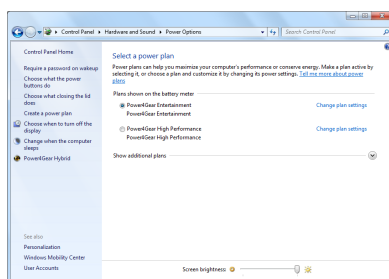 Control Panel ▸ Hardware and Sound ▸ Power Options
Search Control Panel
Control Panel Home
Require a password on wakeup
Choose what the power
buttons do
Choose what closing the lid
does
Create a power plan
Choose when to turn off the
display
Change when the computer
sleeps
Power4Gear Hybrid
See also
Personalization
Windows Mobility Center
User Accounts
Select a power plan
Power plans can help you maximize your computer's performance or conserve energy. Make a plan active by
selecting it, or choose a plan and customize it by changing its power settings. Tell me more about power
plans
Plans shown on the battery meter
Power4Gear Entertainment
Change plan settings
Power4Gear Entertainment
Power4Gear High Performance
Change plan settings
Power4Gear High Performance
Show additional plans
Screen brightness: